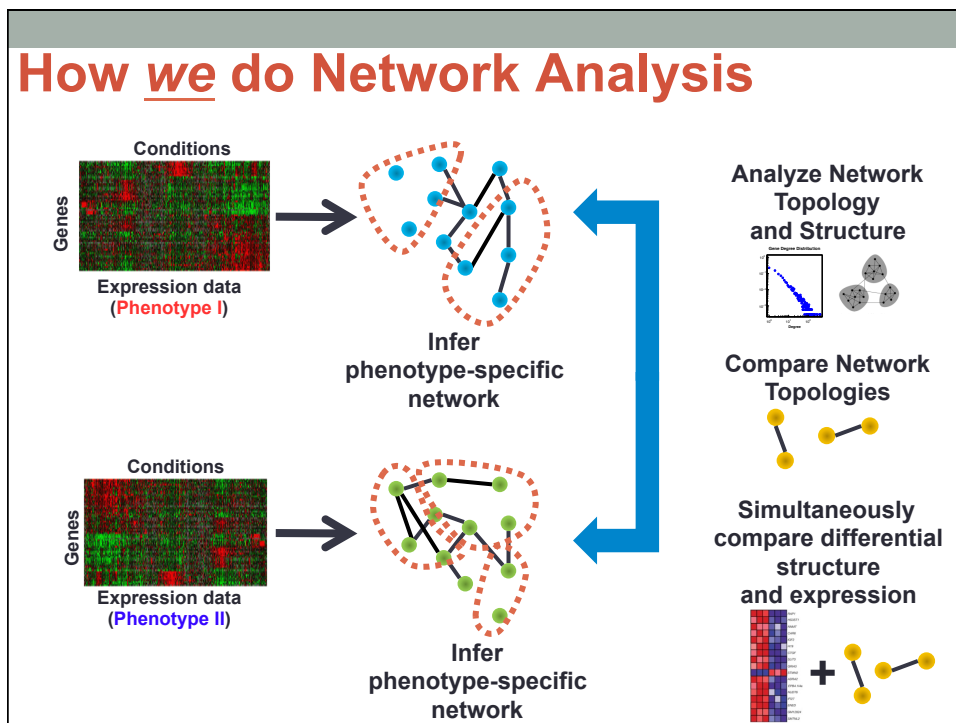 How we do Network Analysis
Conditions
Genes
Expression data
(Phenotype I)
Infer
phenotype-specific
network
Conditions
Genes
Expression data
(Phenotype II)
Infer
phenotype-specific
network
Analyze Network
Topology
and Structure
Gene Degree Distribution
Degree
Compare Network
Topologies
Simultaneously
compare differential
structure
and expression
+